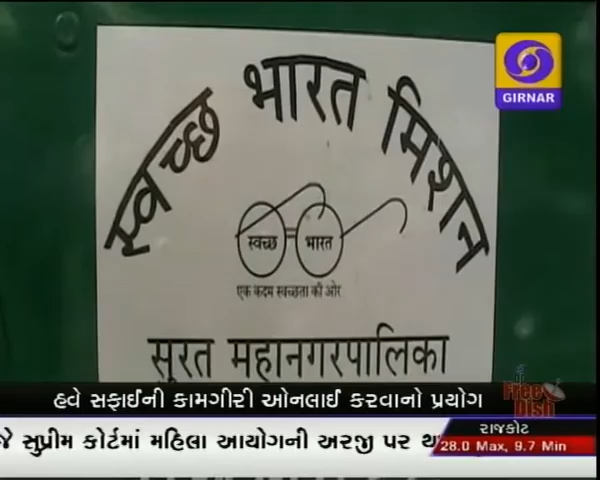 स्वच्छ भारत मिशन
GIRNAR
स्वच्छ भारत
एक कदम स्वच्छता की ओर
सुरत महानगरपालिका
હવે સફાઈની કામગીરી ઓનલાઈ કરવાનો પ્રયોગ
Free Dish
જે સુપ્રીમ કોર્ટમાં મહિલા આયોગની અરજી પર
રાજકોટ
28.0 Max, 9.7 Min